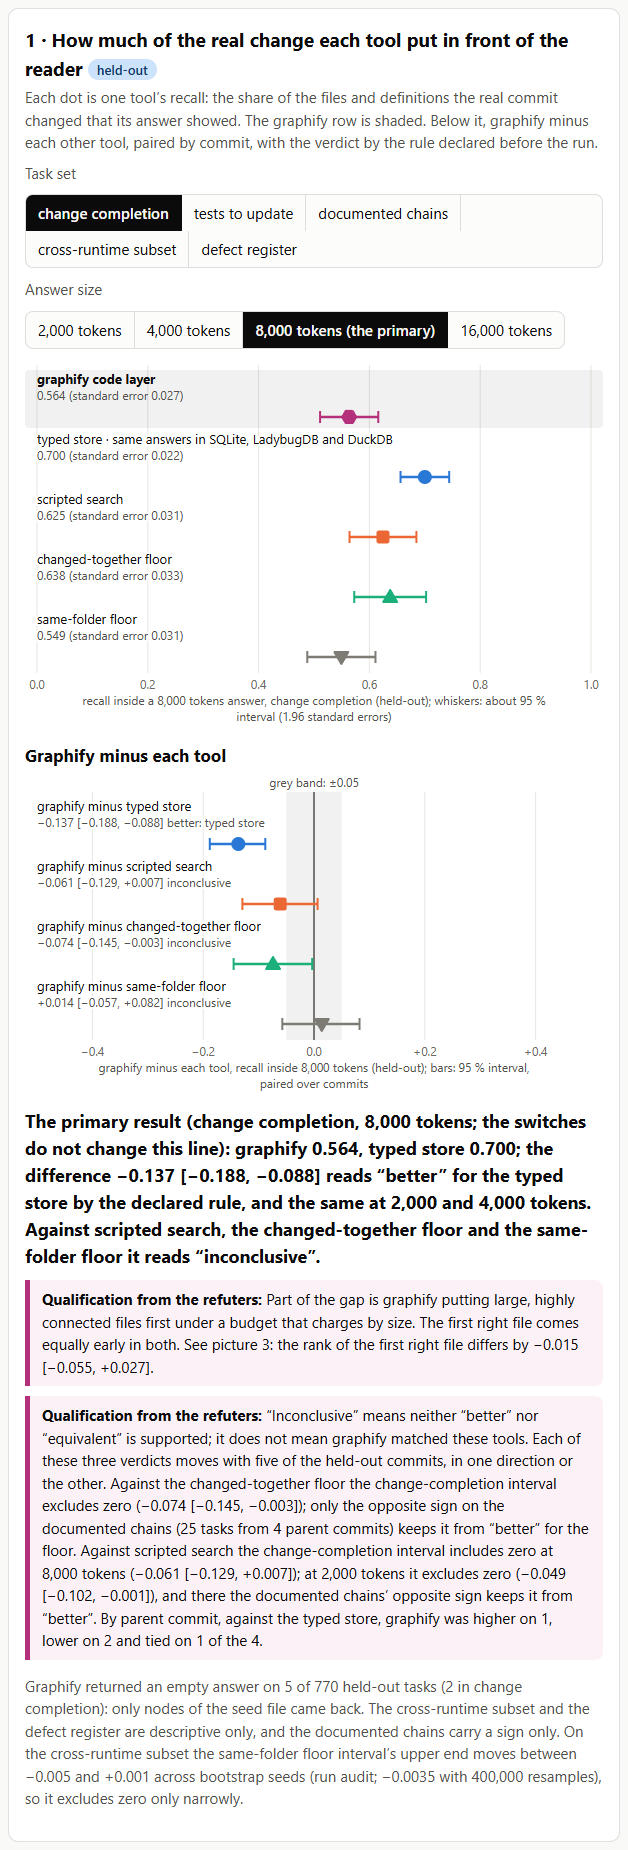 1 · How much of the real change each tool put in front of the
reader held-out
Each dot is one tool’s recall: the share of the files and definitions the real commit
changed that its answer showed. The graphify row is shaded. Below it, graphify minus
each other tool, paired by commit, with the verdict by the rule declared before the run.
Task set
change completion tests to update documented chains
cross-runtime subset defect register
Answer size
2,000 tokens 4,000 tokens 8,000 tokens (the primary) 16,000 tokens
graphify code layer
0.564 (standard error 0.027)
typed store · same answers in SQLite, LadybugDB and DuckDB
0.700 (standard error 0.022)
scripted search
0.625 (standard error 0.031)
changed-together floor
0.638 (standard error 0.033)
same-folder floor
0.549 (standard error 0.031)
0.0 0.2 0.4 0.6 0.8 1.0
recall inside a 8,000 tokens answer, change completion (held-out); whiskers: about 95 %
interval (1.96 standard errors)
Graphify minus each tool
grey band: ±0.05
graphify minus typed store
−0.137 [−0.188, −0.088] better: typed store
graphify minus scripted search
−0.061 [−0.129, +0.007] inconclusive
graphify minus changed-together floor
−0.074 [−0.145, −0.003] inconclusive
graphify minus same-folder floor
+0.014 [−0.057, +0.082] inconclusive
−0.4 −0.2 0.0 +0.2 +0.4
graphify minus each tool, recall inside 8,000 tokens (held-out); bars: 95 % interval,
paired over commits
The primary result (change completion, 8,000 tokens; the switches
do not change this line): graphify 0.564, typed store 0.700; the
difference −0.137 [−0.188, −0.088] reads “better” for the typed
store by the declared rule, and the same at 2,000 and 4,000 tokens.
Against scripted search, the changed-together floor and the same-
folder floor it reads “inconclusive”.
Qualification from the refuters: Part of the gap is graphify putting large, highly
connected files first under a budget that charges by size. The first right file comes
equally early in both. See picture 3: the rank of the first right file differs by −0.015
[−0.055, +0.027].
Qualification from the refuters: “Inconclusive” means neither “better” nor
“equivalent” is supported; it does not mean graphify matched these tools. Each of
these three verdicts moves with five of the held-out commits, in one direction or
the other. Against the changed-together floor the change-completion interval
excludes zero (−0.074 [−0.145, −0.003]); only the opposite sign on the
documented chains (25 tasks from 4 parent commits) keeps it from “better” for the
floor. Against scripted search the change-completion interval includes zero at
8,000 tokens (−0.061 [−0.129, +0.007]); at 2,000 tokens it excludes zero (−0.049
[−0.102, −0.001]), and there the documented chains’ opposite sign keeps it from
“better”. By parent commit, against the typed store, graphify was higher on 1,
lower on 2 and tied on 1 of the 4.
Graphify returned an empty answer on 5 of 770 held-out tasks (2 in change
completion): only nodes of the seed file came back. The cross-runtime subset and the
defect register are descriptive only, and the documented chains carry a sign only. On
the cross-runtime subset the same-folder floor interval’s upper end moves between
−0.005 and +0.001 across bootstrap seeds (run audit; −0.0035 with 400,000 resamples),
so it excludes zero only narrowly.